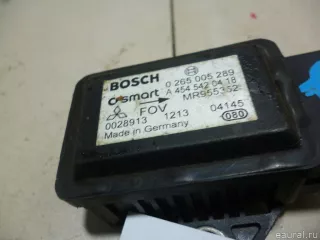 BOSCH 0 265 005 289
smart A 454 542 04 18
FOV MR955352
0028913 1213 04145
Made in Germany 080
eaural.ru